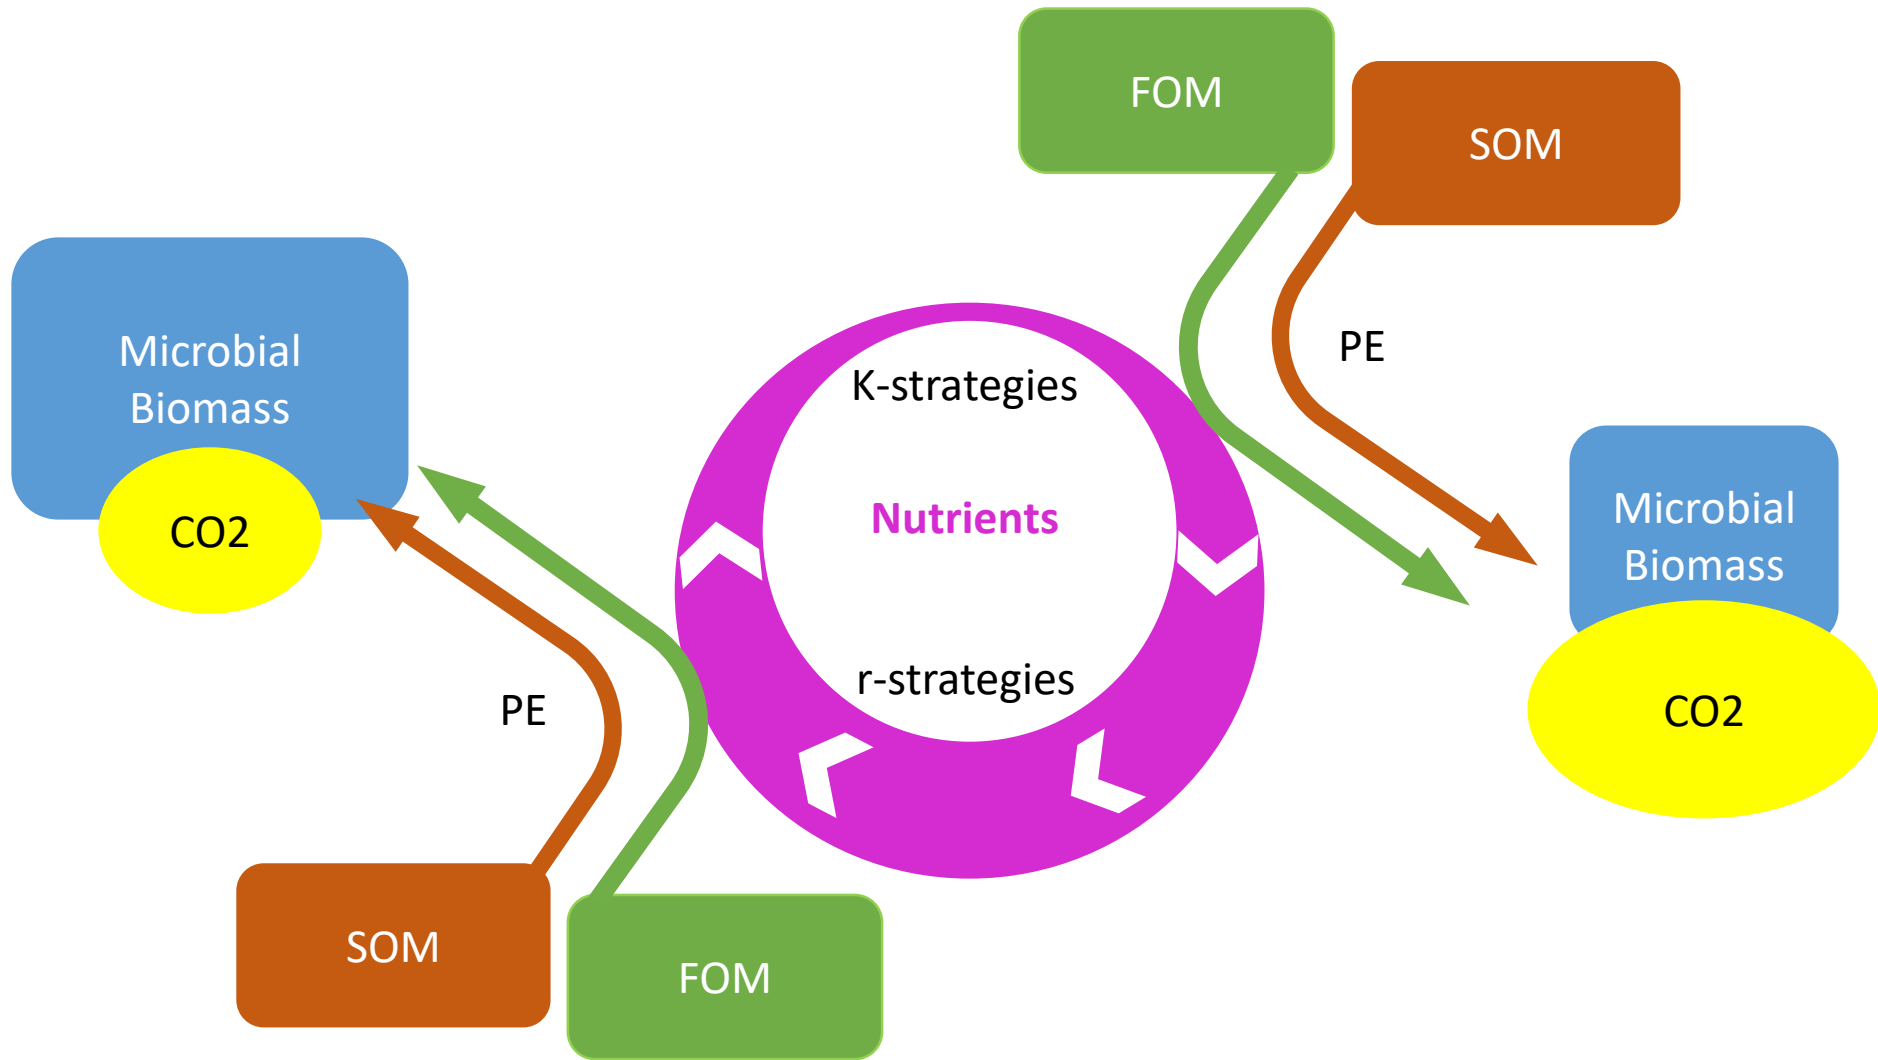 FOM
SOM
Microbial
Biomass
CO2
K-strategies
Nutrients
r-strategies
PE
Microbial
Biomass
CO2
PE
SOM
FOM